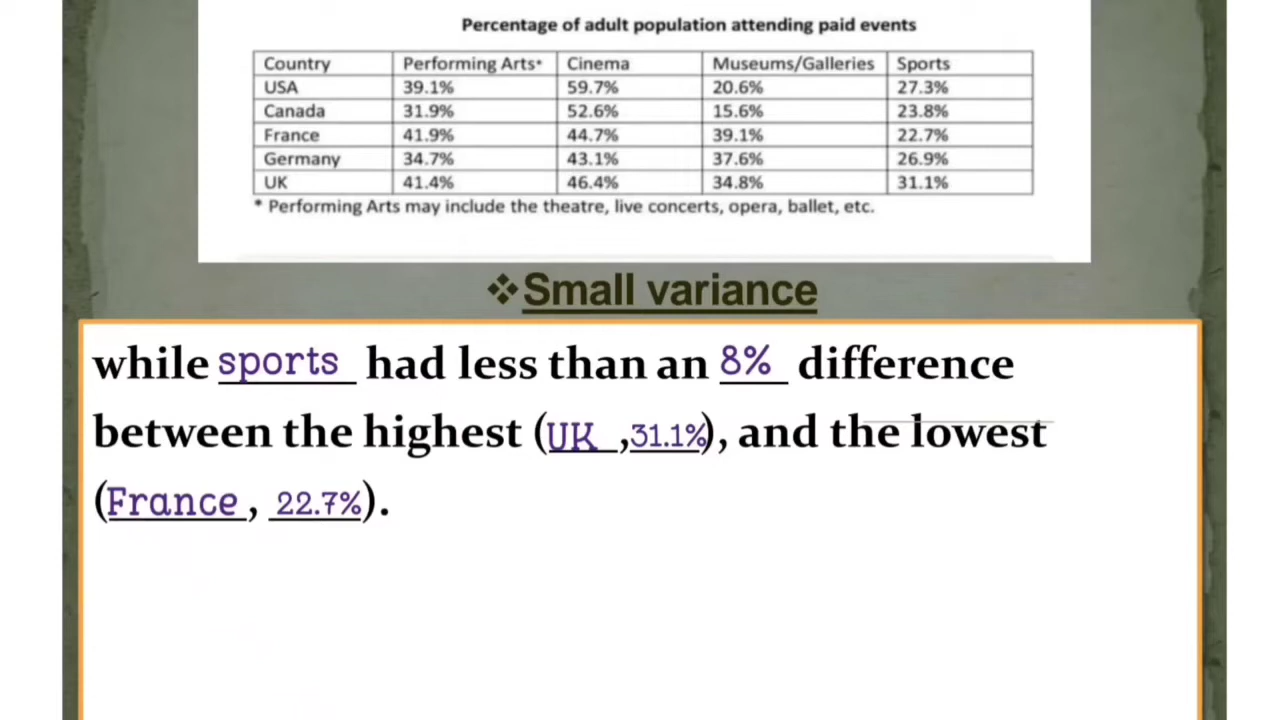 Percentage of adult population attending paid events
Country Performing Arts* Cinema Museums/Galleries Sports
USA 39.1% 59.7% 20.6% 27.3%
Canada 31.9% 52.6% 15.6% 23.8%
France 41.9% 44.7% 39.1% 22.7%
Germany 34.7% 43.1% 37.6% 26.9%
UK 41.4% 46.4% 34.8% 31.1%
* Performing Arts may include the theatre, live concerts, opera, ballet, etc.
❖Small variance
while sports had less than an 8% difference
between the highest (UK ,31.1%), and the lowest
(France, 22.7%).